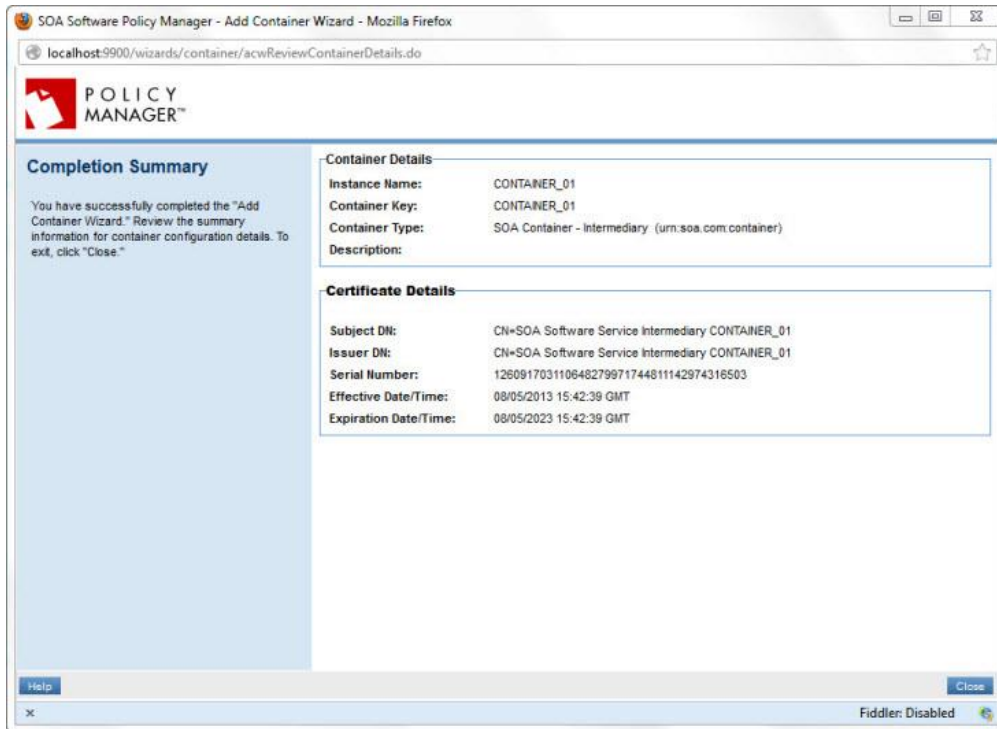 SOA Software Policy Manager - Add Container Wizard - Mozilla Firefox
localhost:9900/wizards/container/acwReviewContainerDetails.do
POLICY
MANAGER™
Completion Summary
You have successfully completed the "Add
Container Wizard." Review the summary
information for container configuration details. To
exit, click "Close."
Container Details
Instance Name: CONTAINER_01
Container Key: CONTAINER_01
Container Type: SOA Container - Intermediary (urn:soa.com:container)
Description:
Certificate Details
Subject DN: CN=SOA Software Service Intermediary CONTAINER_01
Issuer DN: CN=SOA Software Service Intermediary CONTAINER_01
Serial Number: 126091703110648279971744811142974316503
Effective Date/Time: 08/05/2013 15:42:39 GMT
Expiration Date/Time: 08/05/2023 15:42:39 GMT
Help Close
Fiddler: Disabled